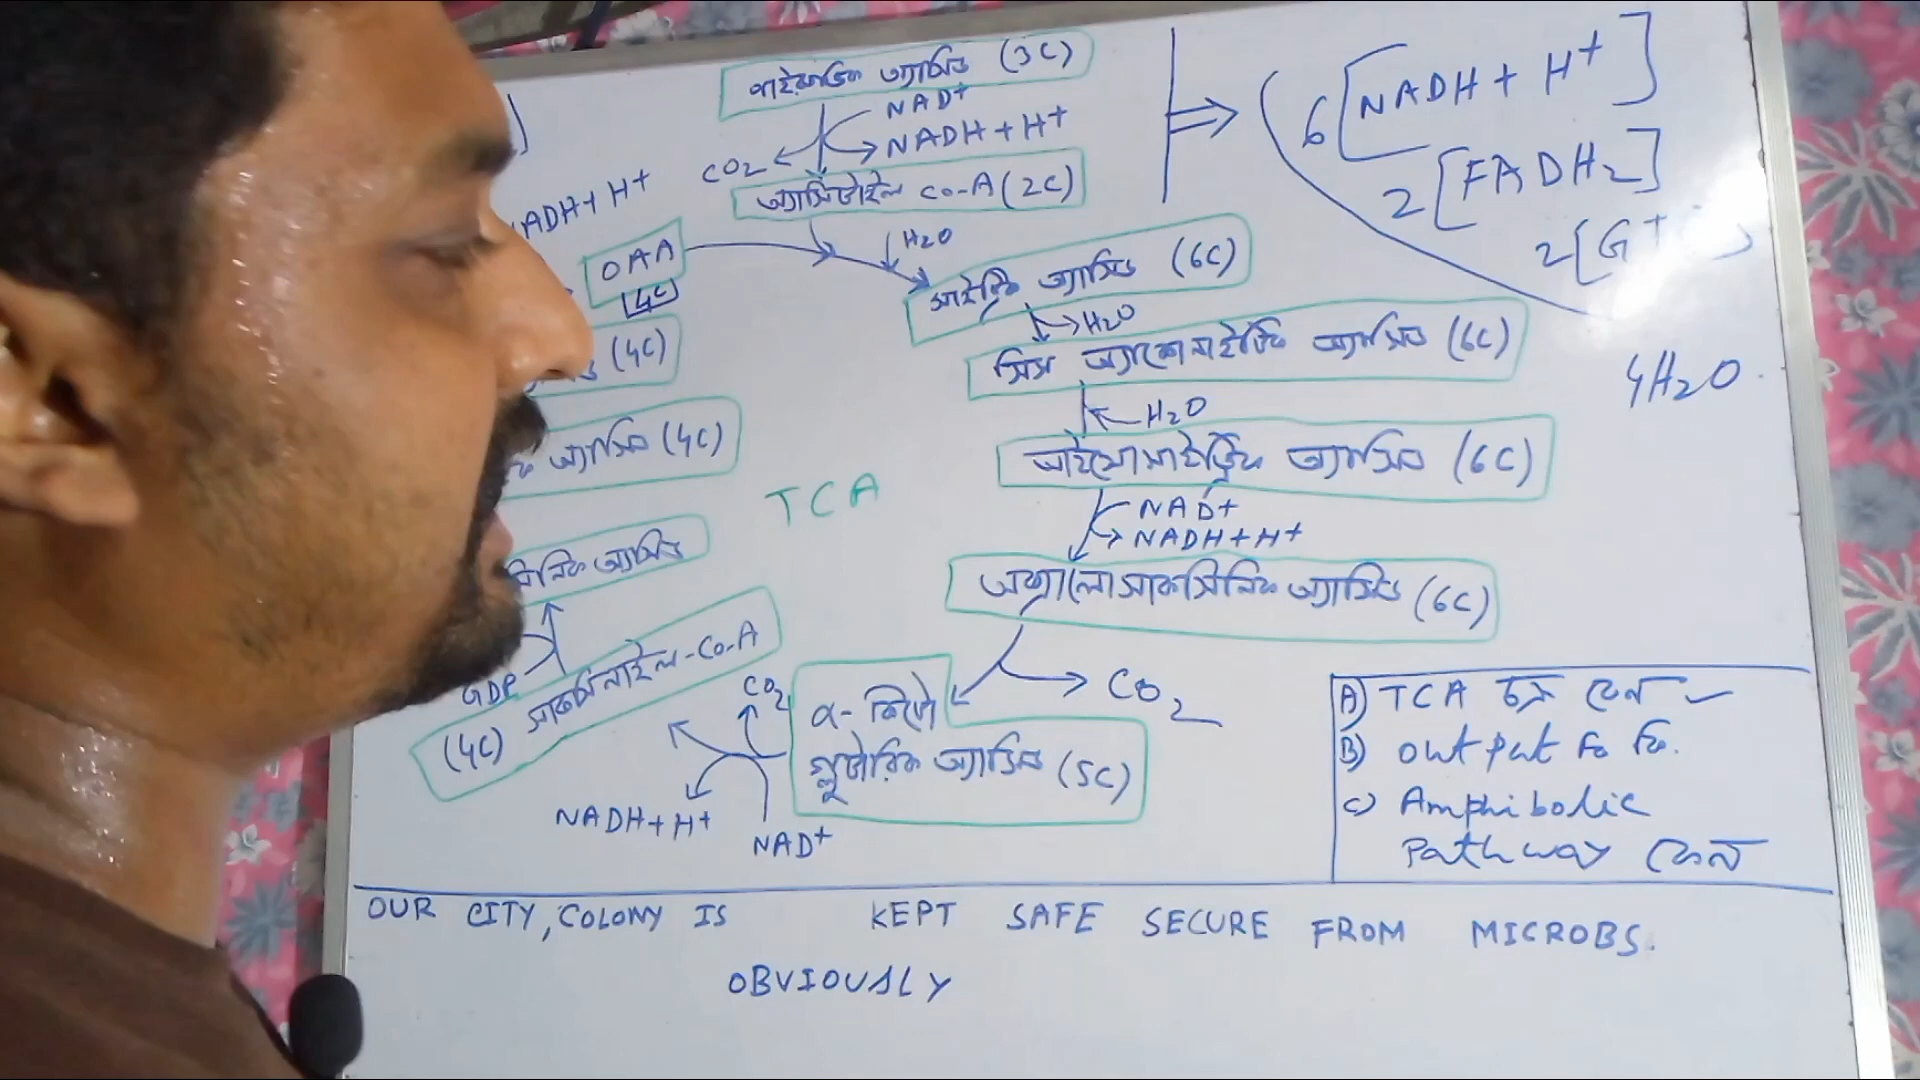 পাইরুভিক অ্যাসিড (3C)
NAD+
NADH + H+
CO2
অ্যাসিটাইল CO-A (2C)
6[NADH + H+]
2[FADH2]
2[GT
4H2O
NADH + H+
OAA
4C
H2O
সাইট্রিক অ্যাসিড (6C)
H2O
সিস অ্যাকোনাইটিক অ্যাসিড (6C)
H2O
আইসোসাইট্রিক অ্যাসিড (6C)
NAD+
NADH + H+
অক্সালোসাকসিনিক অ্যাসিড (6C)
CO2
α- কিটো
গ্লুটারিক অ্যাসিড (5C)
CO2
NADH + H+
NAD+
(4C) সাকসিনাইল-CO-A
GDP
সিনিক অ্যাসিড
ক অ্যাসিড (4C)
(4C)
TCA
A) TCA চক্র কেন
B) Output কি কি.
C) Amphibolic
Pathway কেন
OUR CITY, COLONY IS KEPT SAFE SECURE FROM MICROBS.
OBVIOUSLY